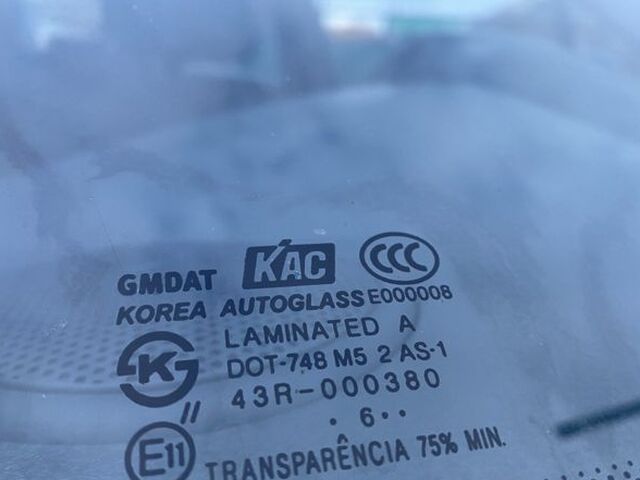 GMDAT KAC CCC
KOREA AUTOGLASS E000008
LAMINATED A
K DOT-748 M5 2 AS-1
43R-000380
// . 6 . .
E11 TRANSPARÊNCIA 75% MIN.